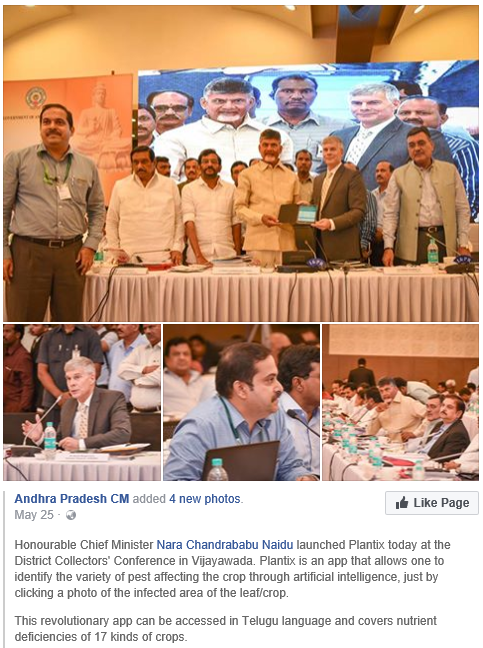 Andhra Pradesh CM added 4 new photos.
May 25 ·
Like Page
Honourable Chief Minister Nara Chandrababu Naidu launched Plantix today at the
District Collectors' Conference in Vijayawada. Plantix is an app that allows one to
identify the variety of pest affecting the crop through artificial intelligence, just by
clicking a photo of the infected area of the leaf/crop.
This revolutionary app can be accessed in Telugu language and covers nutrient
deficiencies of 17 kinds of crops.